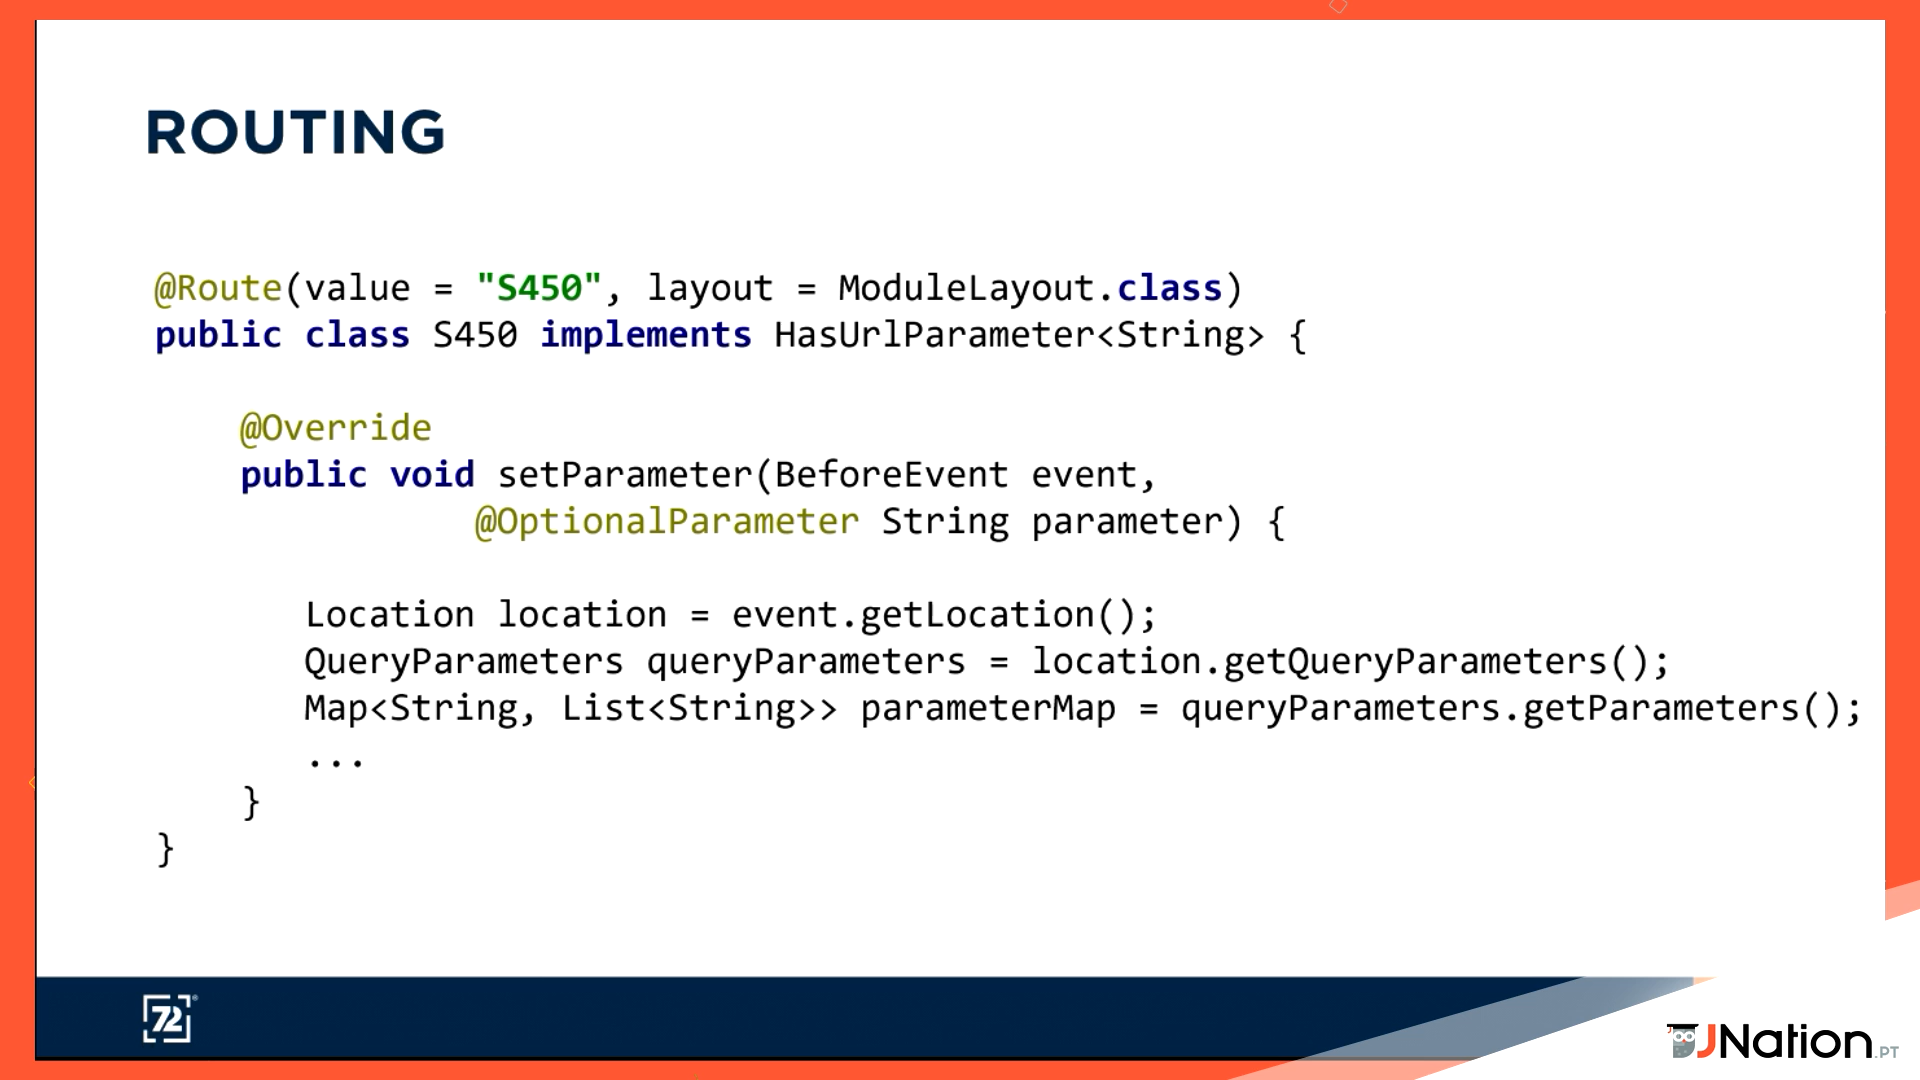 ROUTING
@Route(value = "S450", layout = ModuleLayout.class)
public class S450 implements HasUrlParameter<String> {
@Override
public void setParameter(BeforeEvent event,
@OptionalParameter String parameter) {
Location location = event.getLocation();
QueryParameters queryParameters = location.getQueryParameters();
Map<String, List<String>> parameterMap = queryParameters.getParameters();
...
}
}
72®
JNation.PT